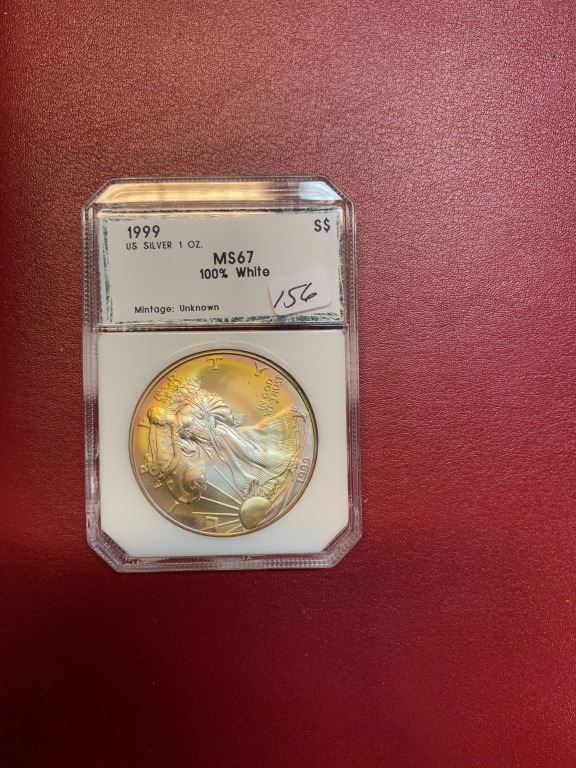 1999 S$
US SILVER 1 OZ.
MS67
100% White
156
Mintage: Unknown
LIBERTY
IN GOD
WE TRUST
1999